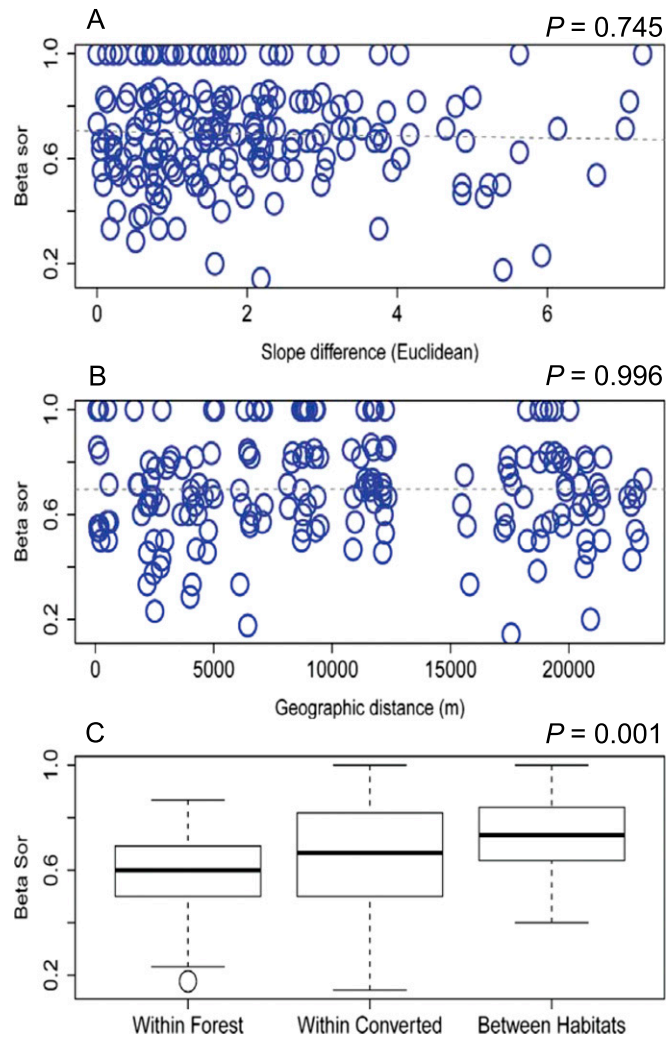 A
P = 0.745
Beta sor
1.0
0.6
0.2
0 2 4 6
Slope difference (Euclidean)
B
P = 0.996
Beta sor
1.0
0.6
0.2
0 5000 10000 15000 20000
Geographic distance (m)
C
P = 0.001
Beta Sor
1.0
0.6
0.2
Within Forest Within Converted Between Habitats